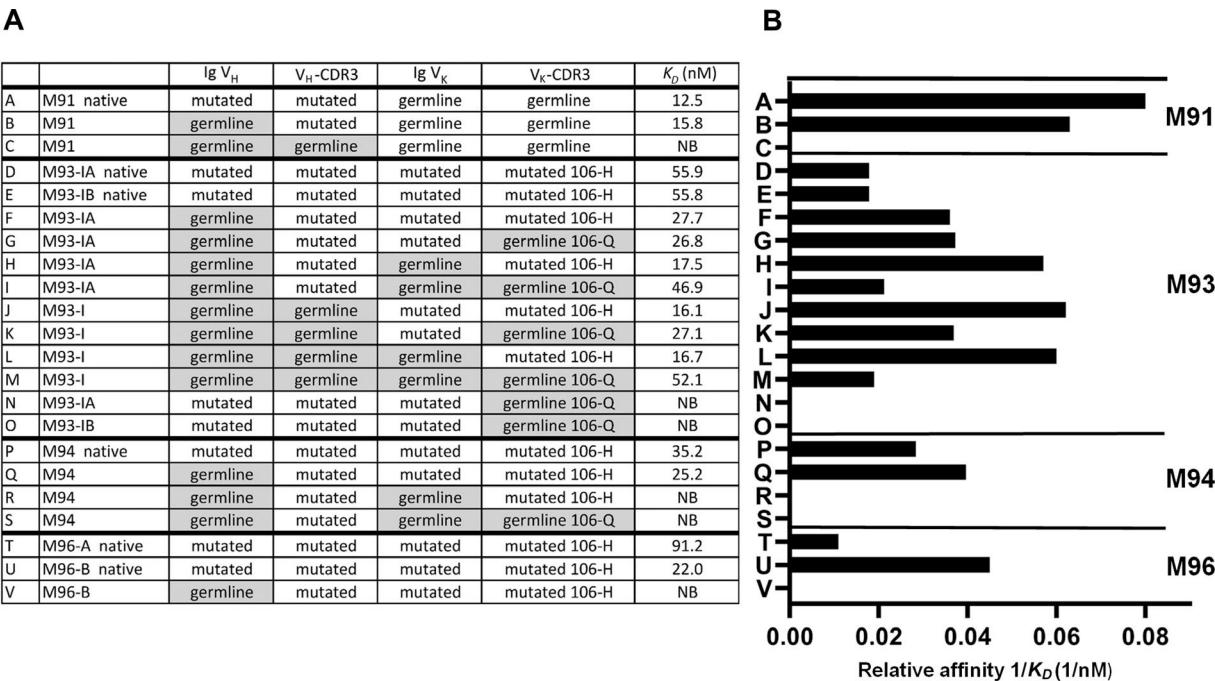 A
Ig VH VH-CDR3 Ig VK VK-CDR3 KD (nM)
A M91 native mutated mutated germline germline 12.5
B M91 germline mutated germline germline 15.8
C M91 germline germline germline germline NB
D M93-IA native mutated mutated mutated mutated 106-H 55.9
E M93-IB native mutated mutated mutated mutated 106-H 55.8
F M93-IA germline mutated mutated mutated 106-H 27.7
G M93-IA germline mutated mutated germline 106-Q 26.8
H M93-IA germline mutated germline mutated 106-H 17.5
I M93-IA germline mutated germline germline 106-Q 46.9
J M93-I germline germline mutated mutated 106-H 16.1
K M93-I germline germline mutated germline 106-Q 27.1
L M93-I germline germline germline mutated 106-H 16.7
M M93-I germline germline germline germline 106-Q 52.1
N M93-IA mutated mutated mutated germline 106-Q NB
O M93-IB mutated mutated mutated germline 106-Q NB
P M94 native mutated mutated mutated mutated 106-H 35.2
Q M94 germline mutated mutated mutated 106-H 25.2
R M94 germline mutated germline mutated 106-H NB
S M94 germline mutated germline germline 106-Q NB
T M96-A native mutated mutated mutated mutated 106-H 91.2
U M96-B native mutated mutated mutated mutated 106-H 22.0
V M96-B germline mutated mutated mutated 106-H NB
B
A
B
C
M91
D
E
F
G
H
I
J
K
L
M
N
O
M93
P
Q
R
S
M94
T
U
V
M96
0.00 0.02 0.04 0.06 0.08
Relative affinity 1/KD (1/nM)